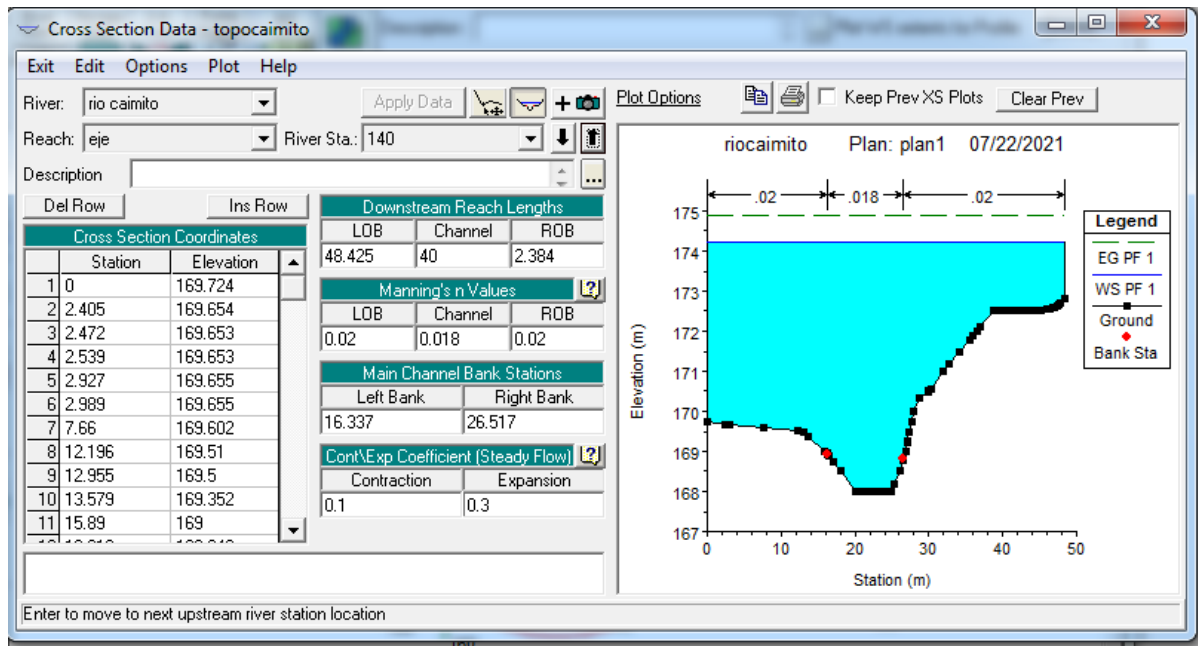 Cross Section Data - topocaimito
Exit Edit Options Plot Help
River: rio caimito Apply Data
Reach: eje River Sta.: 140
Description ...
Del Row Ins Row
Cross Section Coordinates
Station Elevation
1 0 169.724
2 2.405 169.654
3 2.472 169.653
4 2.539 169.653
5 2.927 169.655
6 2.989 169.655
7 7.66 169.602
8 12.196 169.51
9 12.955 169.5
10 13.579 169.352
11 15.89 169
Downstream Reach Lengths
LOB Channel ROB
48.425 40 2.384
Manning's n Values
LOB Channel ROB
0.02 0.018 0.02
Main Channel Bank Stations
Left Bank Right Bank
16.337 26.517
Cont\Exp Coefficient (Steady Flow)
Contraction Expansion
0.1 0.3
Plot Options Keep Prev XS Plots Clear Prev
riocaimito Plan: plan1 07/22/2021
.02 .018 .02
175
174
173
172
171
170
169
168
167
Elevation (m)
0 10 20 30 40 50
Station (m)
Legend
EG PF 1
WS PF 1
Ground
Bank Sta
Enter to move to next upstream river station location